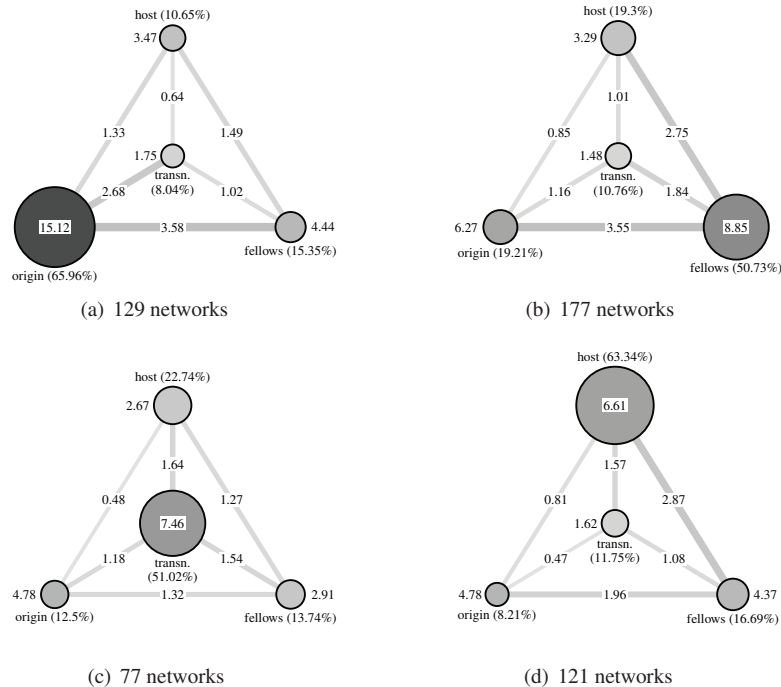 host (10.65%)
3.47
0.64
1.33
1.49
1.75
transn.
(8.04%)
2.68
1.02
15.12
3.58
4.44
fellows (15.35%)
origin (65.96%)
(a) 129 networks
host (19.3%)
3.29
1.01
0.85
2.75
1.48
transn.
(10.76%)
1.16
1.84
6.27
3.55
8.85
origin (19.21%)
fellows (50.73%)
(b) 177 networks
host (22.74%)
2.67
1.64
0.48
1.27
7.46
transn.
(51.02%)
1.18
1.54
4.78
1.32
2.91
origin (12.5%)
fellows (13.74%)
(c) 77 networks
host (63.34%)
6.61
1.57
0.81
2.87
1.62
transn.
(11.75%)
0.47
1.08
4.78
1.96
4.37
origin (8.21%)
fellows (16.69%)
(d) 121 networks